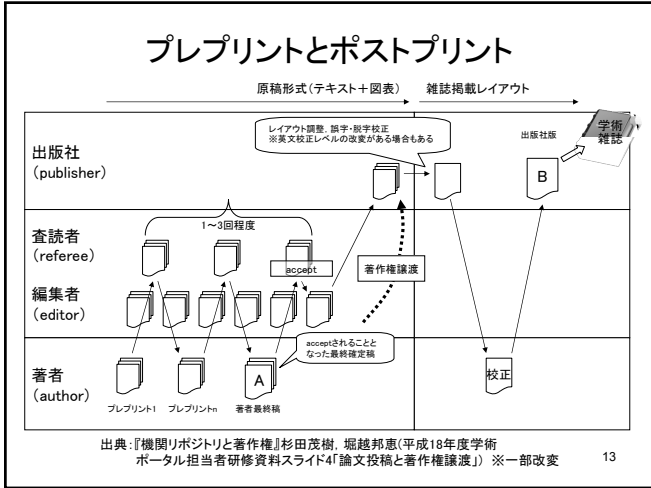 プレプリントとポストプリント
原稿形式(テキスト+図表)
雑誌掲載レイアウト
レイアウト調整，誤字・脱字校正
※英文校正レベルの改変がある場合もある
出版社版
学術
雑誌
出版社
(publisher)
B
1～3回程度
査読者
(referee)
accept
著作権譲渡
編集者
(editor)
acceptされることと
なった最終確定稿
著者
(author)
A
校正
プレプリント1
プレプリントn
著者最終稿
出典：『機関リポジトリと著作権』杉田茂樹，堀越邦恵(平成18年度学術
ポータル担当者研修資料スライド4「論文投稿と著作権譲渡」) ※一部改変
13